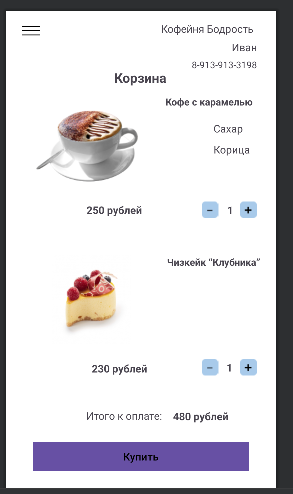 Кофейня Бодрость
Иван
8-913-913-3198
Корзина
Кофе с карамелью
Сахар
Корица
250 рублей
− 1 +
Чизкейк “Клубника”
230 рублей
− 1 +
Итого к оплате: 480 рублей
Купить